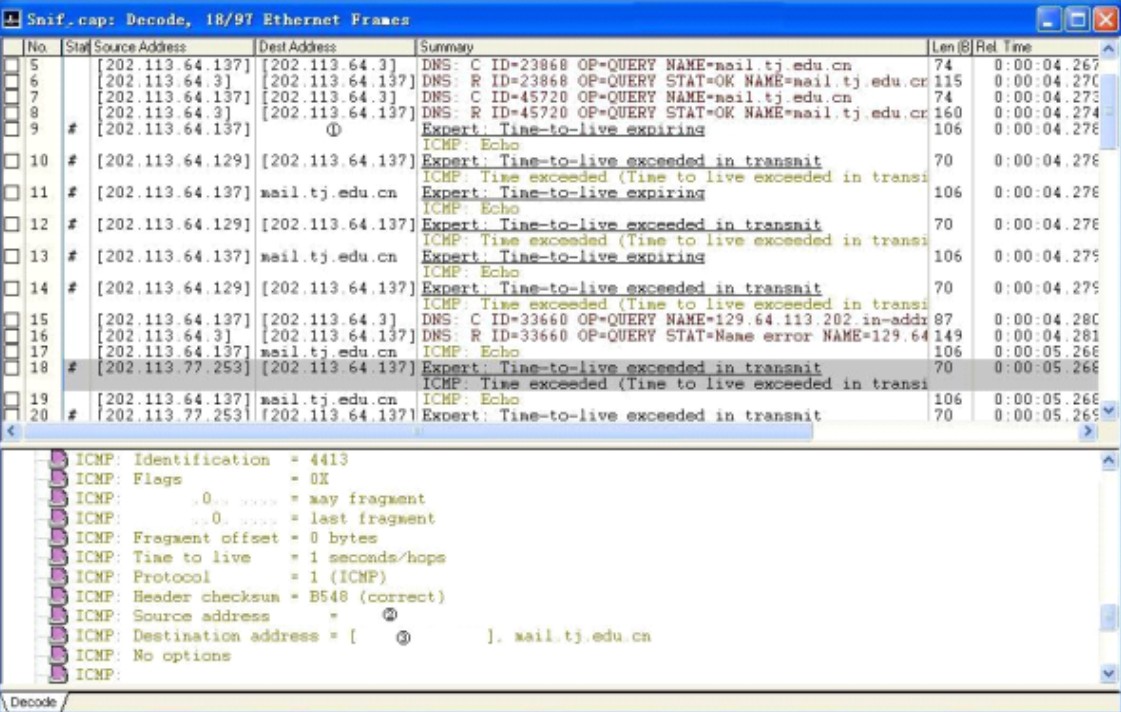 Snif.cap: Decode, 18/97 Ethernet Frames
No. Stat Source Address Dest Address Summary Len (B) Rel. Time
5 [202.113.64.137] [202.113.64.3] DNS: C ID=23868 OP=QUERY NAME=mail.tj.edu.cn 74 0:00:04.267
6 [202.113.64.3] [202.113.64.137] DNS: R ID=23868 OP=QUERY STAT=OK NAME=mail.tj.edu.cn 115 0:00:04.270
7 [202.113.64.137] [202.113.64.3] DNS: C ID=45720 OP=QUERY NAME=mail.tj.edu.cn 74 0:00:04.273
8 [202.113.64.3] [202.113.64.137] DNS: R ID=45720 OP=QUERY STAT=OK NAME=mail.tj.edu.cn 160 0:00:04.274
9 # [202.113.64.137] ① Expert: Time-to-live expiring 106 0:00:04.278
ICMP: Echo
10 # [202.113.64.129] [202.113.64.137] Expert: Time-to-live exceeded in transmit 70 0:00:04.278
ICMP: Time exceeded (Time to live exceeded in transi
11 # [202.113.64.137] mail.tj.edu.cn Expert: Time-to-live expiring 106 0:00:04.278
ICMP: Echo
12 # [202.113.64.129] [202.113.64.137] Expert: Time-to-live exceeded in transmit 70 0:00:04.278
ICMP: Time exceeded (Time to live exceeded in transi
13 # [202.113.64.137] mail.tj.edu.cn Expert: Time-to-live expiring 106 0:00:04.279
ICMP: Echo
14 # [202.113.64.129] [202.113.64.137] Expert: Time-to-live exceeded in transmit 70 0:00:04.279
ICMP: Time exceeded (Time to live exceeded in transi
15 [202.113.64.137] [202.113.64.3] DNS: C ID=33660 OP=QUERY NAME=129.64.113.202.in-addr 87 0:00:04.280
16 [202.113.64.3] [202.113.64.137] DNS: R ID=33660 OP=QUERY STAT=Name error NAME=129.64 149 0:00:04.281
17 [202.113.64.137] mail.tj.edu.cn ICMP: Echo 106 0:00:05.268
18 # [202.113.77.253] [202.113.64.137] Expert: Time-to-live exceeded in transmit 70 0:00:05.268
ICMP: Time exceeded (Time to live exceeded in transi
19 [202.113.64.137] mail.tj.edu.cn ICMP: Echo 106 0:00:05.268
20 # [202.113.77.253] [202.113.64.137] Expert: Time-to-live exceeded in transmit 70 0:00:05.269
ICMP: Identification = 4413
ICMP: Flags = 0X
ICMP: .0.. .... = may fragment
ICMP: ..0. .... = last fragment
ICMP: Fragment offset = 0 bytes
ICMP: Time to live = 1 seconds/hops
ICMP: Protocol = 1 (ICMP)
ICMP: Header checksum = B548 (correct)
ICMP: Source address = ②
ICMP: Destination address = [ ③ ], mail.tj.edu.cn
ICMP: No options
ICMP:
Decode